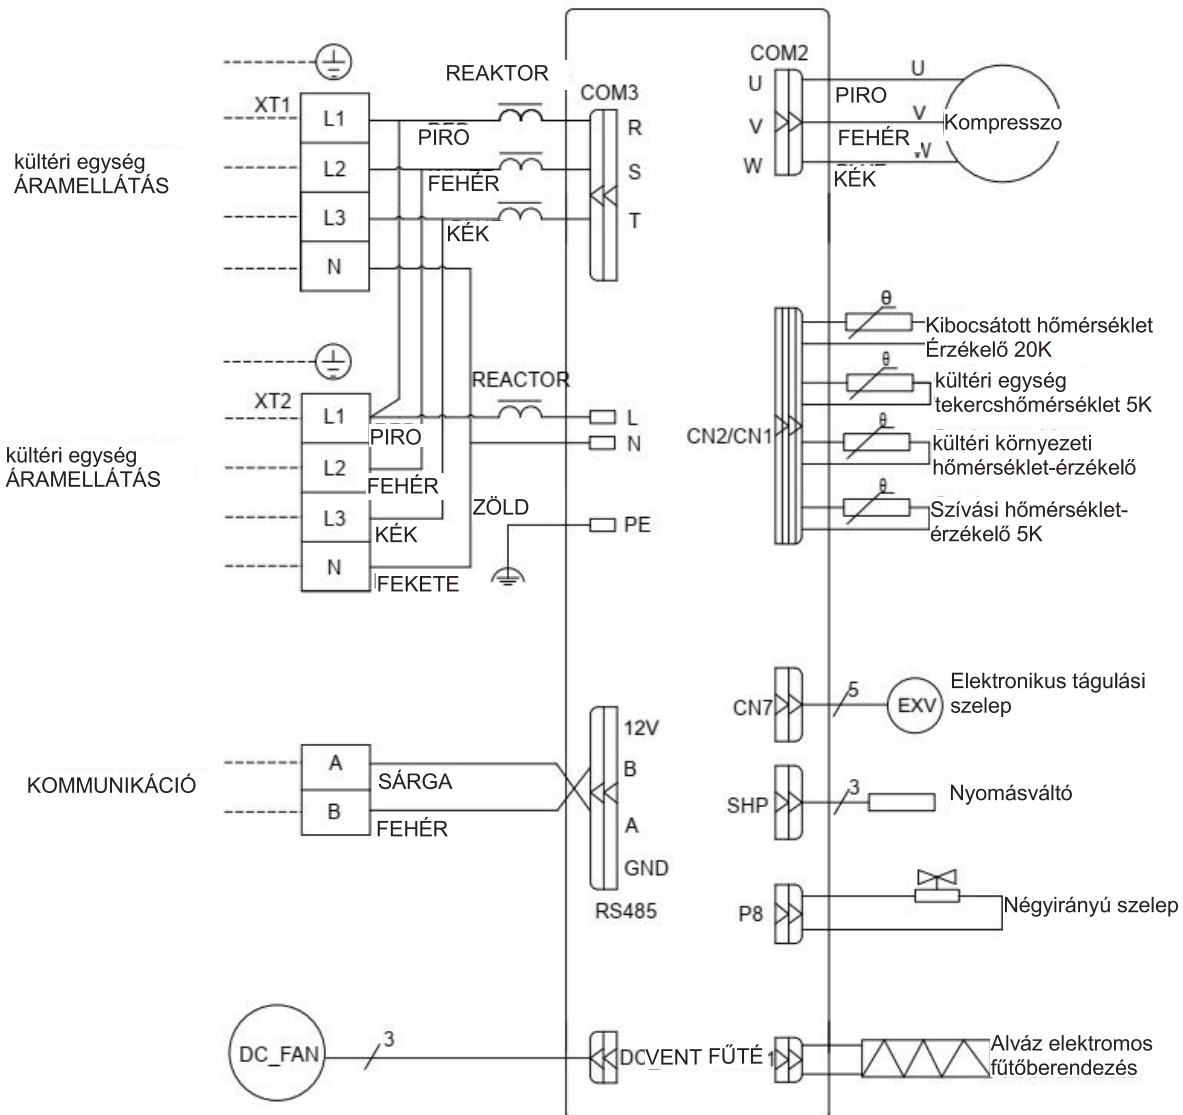 REAKTOR
XT1
L1
PIRO
L2
FEHÉR
L3
KÉK
N
kültéri egység
ÁRAMELLÁTÁS
COM3
R
S
T
COM2
U
V
W
U
PIRO
V
FEHÉR
W
KÉK
Kompresszo
XT2
REACTOR
L1
PIRO
L2
FEHÉR
L3
KÉK
N
FEKETE
ZÖLD
kültéri egység
ÁRAMELLÁTÁS
L
N
PE
CN2/CN1
θ
Kibocsátott hőmérséklet
Érzékelő 20K
θ
kültéri egység
tekercshőmérséklet 5K
θ
kültéri környezeti
hőmérséklet-érzékelő
θ
Szívási hőmérséklet-
érzékelő 5K
KOMMUNIKÁCIÓ
A
SÁRGA
B
FEHÉR
12V
B
A
GND
RS485
CN7
5
EXV
Elektronikus tágulási
szelep
SHP
3
Nyomásváltó
P8
Négyirányú szelep
DC_FAN
3
VENT FŰTÉ
Alváz elektromos
fűtőberendezés